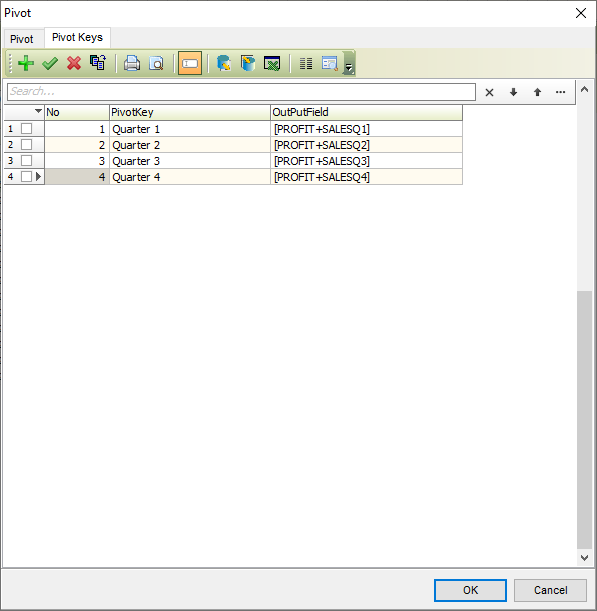 Pivot
Pivot Pivot Keys
Search...
No PivotKey OutPutField
1 1 Quarter 1 [PROFIT+SALESQ1]
2 2 Quarter 2 [PROFIT+SALESQ2]
3 3 Quarter 3 [PROFIT+SALESQ3]
4 4 Quarter 4 [PROFIT+SALESQ4]
OK Cancel